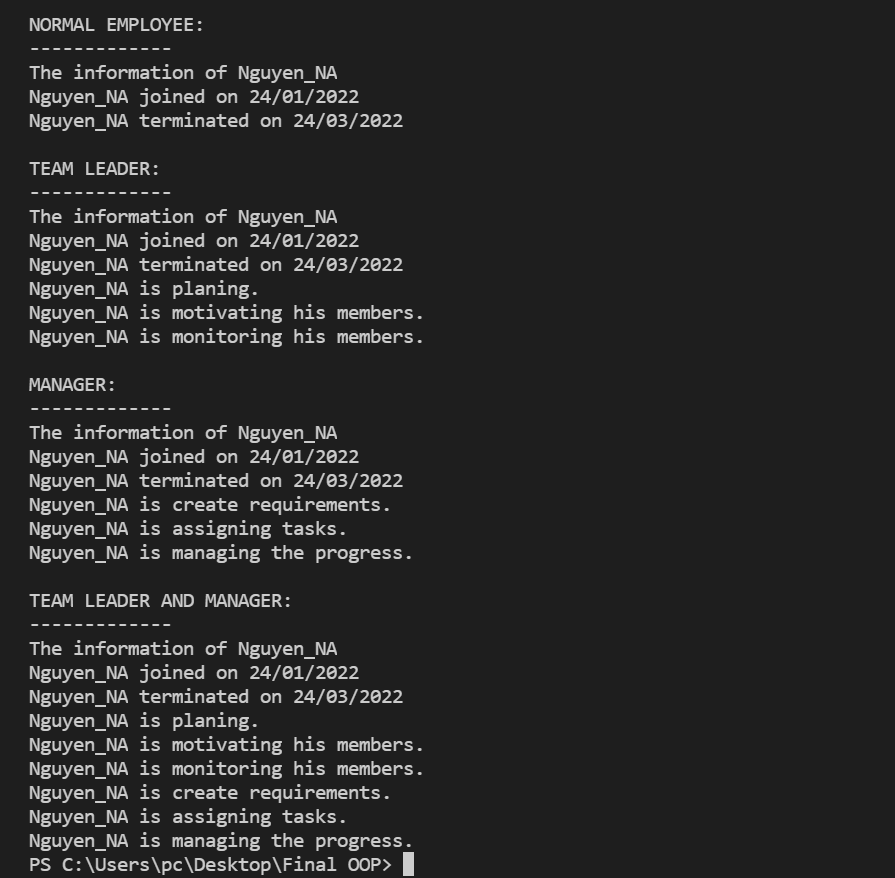 NORMAL EMPLOYEE:
-------------
The information of Nguyen_NA
Nguyen_NA joined on 24/01/2022
Nguyen_NA terminated on 24/03/2022
TEAM LEADER:
-------------
The information of Nguyen_NA
Nguyen_NA joined on 24/01/2022
Nguyen_NA terminated on 24/03/2022
Nguyen_NA is planing.
Nguyen_NA is motivating his members.
Nguyen_NA is monitoring his members.
MANAGER:
-------------
The information of Nguyen_NA
Nguyen_NA joined on 24/01/2022
Nguyen_NA terminated on 24/03/2022
Nguyen_NA is create requirements.
Nguyen_NA is assigning tasks.
Nguyen_NA is managing the progress.
TEAM LEADER AND MANAGER:
-------------
The information of Nguyen_NA
Nguyen_NA joined on 24/01/2022
Nguyen_NA terminated on 24/03/2022
Nguyen_NA is planing.
Nguyen_NA is motivating his members.
Nguyen_NA is monitoring his members.
Nguyen_NA is create requirements.
Nguyen_NA is assigning tasks.
Nguyen_NA is managing the progress.
PS C:\Users\pc\Desktop\Final OOP>